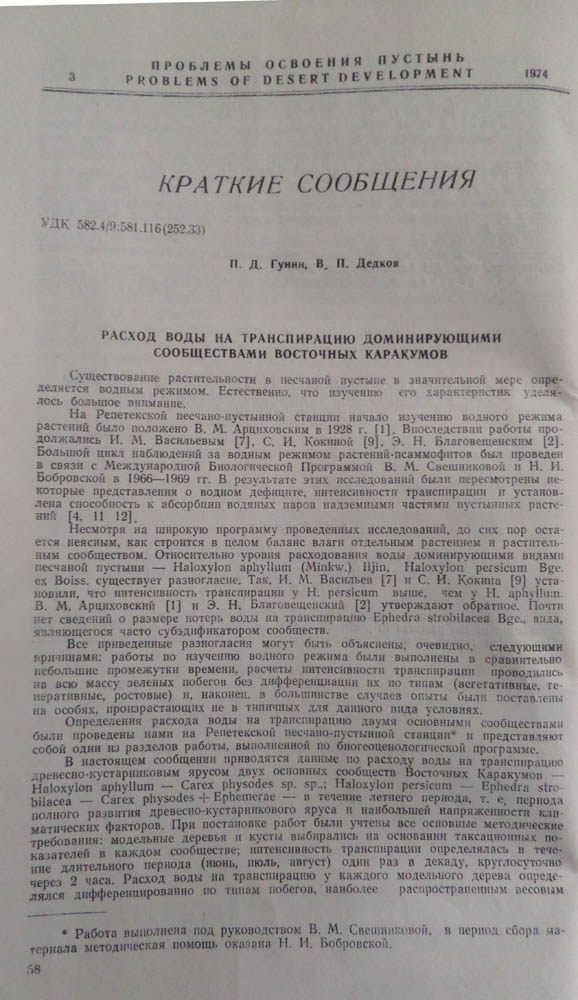 ПРОБЛЕМЫ ОСВОЕНИЯ ПУСТЫНЬ
3 PROBLEMS OF DESERT DEVELOPMENT 1974
КРАТКИЕ СООБЩЕНИЯ
УДК 582.4/9:581.116(252.33)
П. Д. Гунин, В. П. Дедков
РАСХОД ВОДЫ НА ТРАНСПИРАЦИЮ ДОМИНИРУЮЩИМИ
СООБЩЕСТВАМИ ВОСТОЧНЫХ КАРАКУМОВ
Существование растительности в песчаной пустыне в значительной мере опре-
деляется водным режимом. Естественно, что изучению его характеристик уделя-
лось большое внимание.
На Репетекской песчано-пустынной станции начало изучению водного режима
растений было положено В. М. Арциховским в 1928 г. [1]. Впоследствии работы про-
должались И. М. Васильевым [7], С. И. Кокиной [9], Э. Н. Благовещенским [2].
Большой цикл наблюдений за водным режимом растений-псаммофитов был проведен
в связи с Международной Биологической Программой В. М. Свешниковой и Н. И.
Бобровской в 1966—1969 гг. В результате этих исследований были пересмотрены не-
которые представления о водном дефиците, интенсивности транспирации и установ-
лена способность к абсорбции водяных паров надземными частями пустынных расте-
ний [4, 11 12].
Несмотря на широкую программу проведенных исследований, до сих пор оста-
ется неясным, как строится в целом баланс влаги отдельным растением и раститель-
ным сообществом. Относительно уровня расходования воды доминирующими видами
песчаной пустыни — Haloxylon aphyllum (Minkw.) Iljin, Haloxylon persicum Bge.
ex Boiss. существует разногласие. Так, И. М. Васильев [7] и С. И. Кокина [9] уста-
новили, что интенсивность транспирации у H. persicum выше, чем у H. aphyllum.
В. М. Арциховский [1] и Э. Н. Благовещенский [2] утверждают обратное. Почти
нет сведений о размере потерь воды на транспирацию Ephedra strobilacea Bge., вида,
являющегося часто субэдификатором сообществ.
Все приведенные разногласия могут быть объяснены, очевидно, следующими
причинами: работы по изучению водного режима были выполнены в сравнительно
небольшие промежутки времени, расчеты интенсивности транспирации проводились
на всю массу зеленых побегов без дифференциации их по типам (вегетативные, ге-
неративные, ростовые) и, наконец, в большинстве случаев опыты были поставлены
на особях, произрастающих не в типичных для данного вида условиях.
Определения расхода воды на транспирацию двумя основными сообществами
были проведены нами на Репетекской песчано-пустынной станции* и представляют
собой один из разделов работы, выполненной по биогеоценологической программе.
В настоящем сообщении приводятся данные по расходу воды на транспирацию
древесно-кустарниковым ярусом двух основных сообществ Восточных Каракумов —
Haloxylon aphyllum — Carex physodes sp. sp.; Haloxylon persicum — Ephedra stro-
bilacea — Carex physodes + Ephemerae — в течение летнего периода, т. е. периода
полного развития древесно-кустарникового яруса и наибольшей напряженности кли-
матических факторов. При постановке работ были учтены все основные методические
требования: модельные деревья и кусты выбирались на основании таксационных по-
казателей в каждом сообществе; интенсивность транспирации определялась в тече-
ние длительного периода (июнь, июль, август) один раз в декаду, круглосуточно
через 2 часа. Расход воды на транспирацию у каждого модельного дерева опреде-
лялся дифференцированно по типам побегов, наиболее распространенным весовым
* Работа выполнена под руководством В. М. Свешниковой, в период сбора ма-
териала методическая помощь оказана Н. И. Бобровской.
58